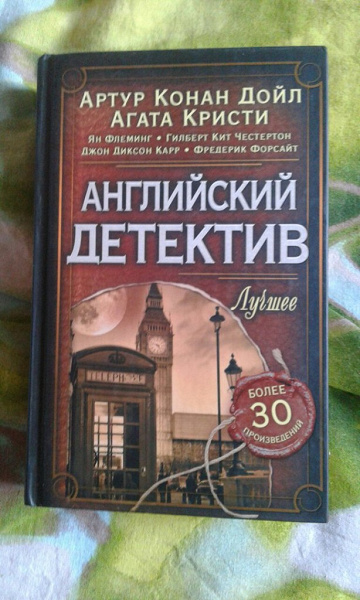 Артур Конан Дойл
Агата Кристи
Ян Флеминг • Гилберт Кит Честертон
Джон Диксон Карр • Фредерик Форсайт
АНГЛИЙСКИЙ
ДЕТЕКТИВ
Лучшее
БОЛЕЕ
30
ПРОИЗВЕДЕНИЙ